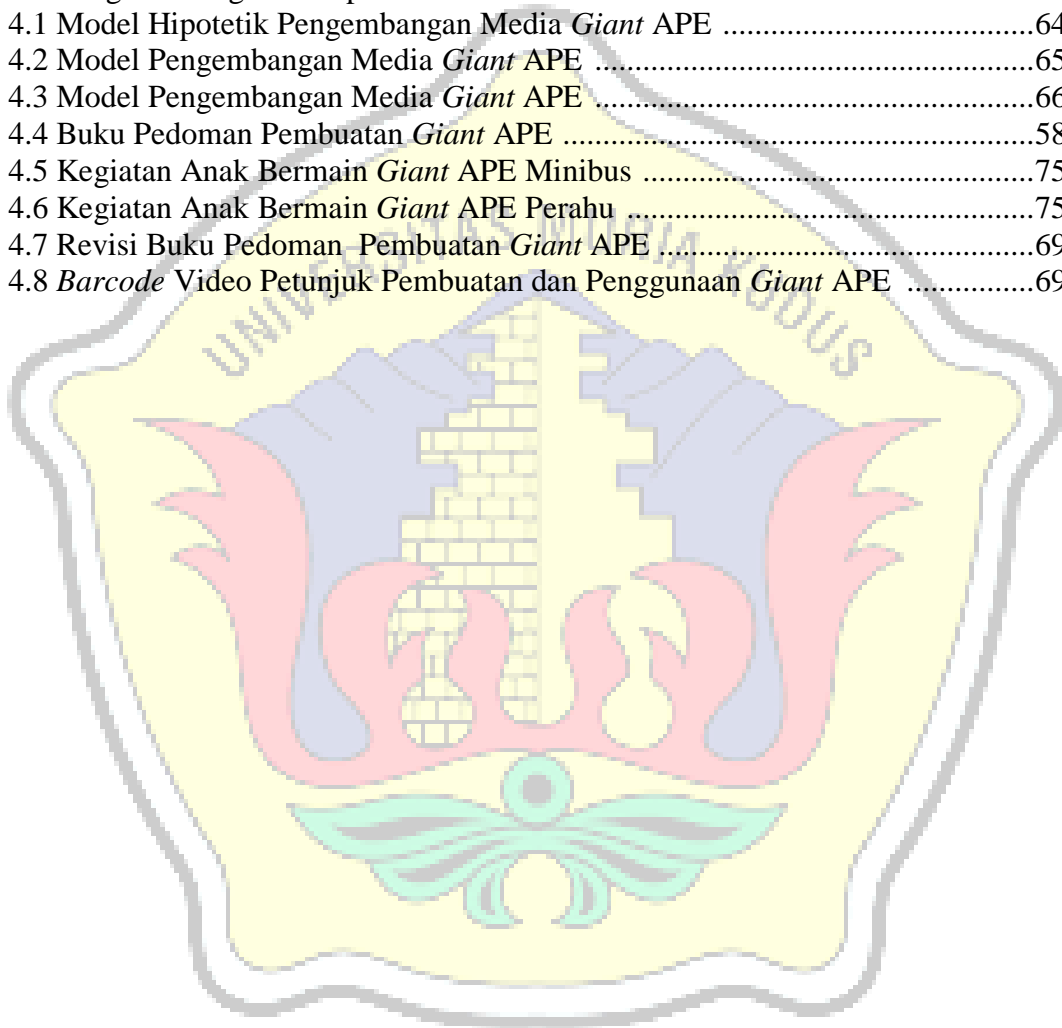 4.1 Model Hipotetik Pengembangan Media Giant APE ........................................64
4.2 Model Pengembangan Media Giant APE ........................................................65
4.3 Model Pengembangan Media Giant APE ........................................................66
4.4 Buku Pedoman Pembuatan Giant APE ............................................................58
4.5 Kegiatan Anak Bermain Giant APE Minibus ..................................................75
4.6 Kegiatan Anak Bermain Giant APE Perahu ....................................................75
4.7 Revisi Buku Pedoman Pembuatan Giant APE ................................................69
4.8 Barcode Video Petunjuk Pembuatan dan Penggunaan Giant APE ................69
UNIVERSITAS MURIA KUDUS